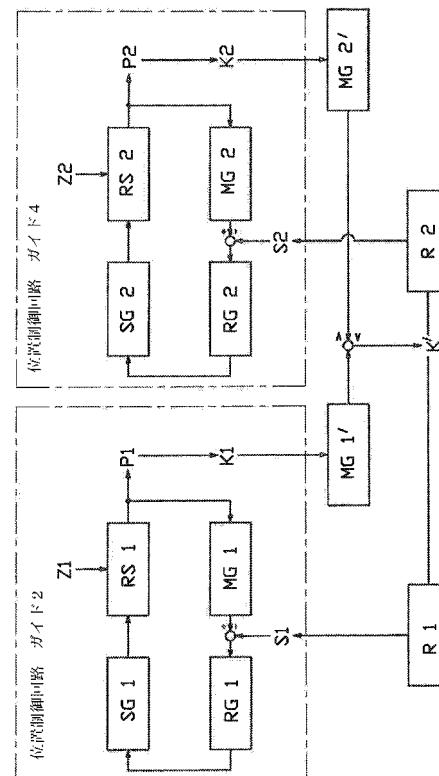 位置制御回路 ガイド2
Z1
SG 1
RS 1
P1
RG 1
MG 1
S1
K1
位置制御回路 ガイド4
Z2
SG 2
RS 2
P2
RG 2
MG 2
S2
K2
MG 1′
K′
MG 2′
R 1
R 2